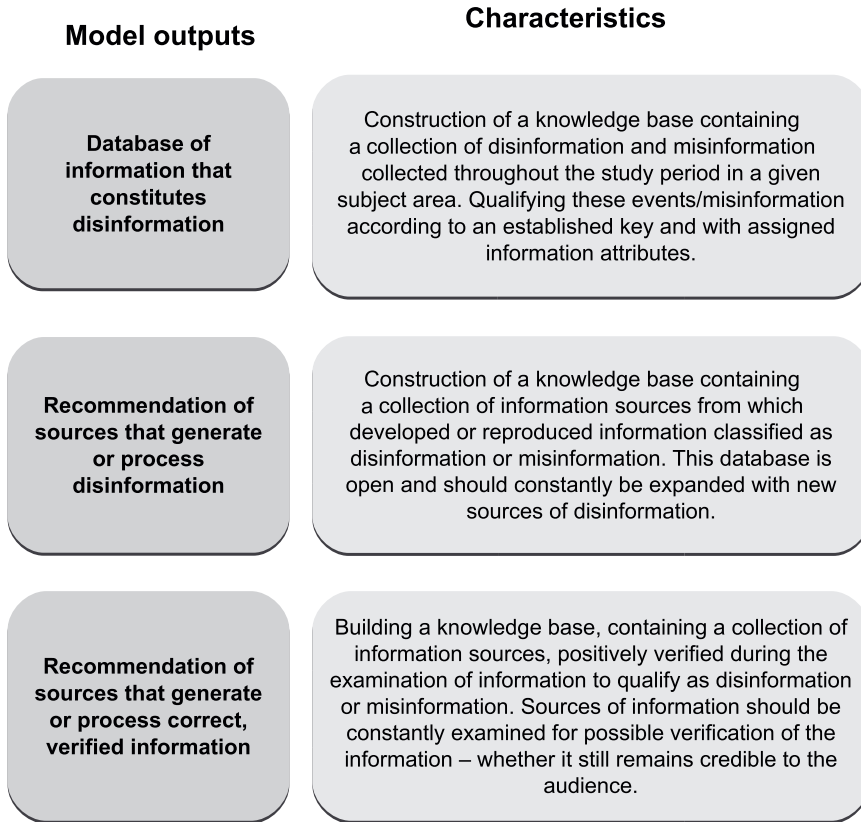 Model outputs
Characteristics
Database of
information that
constitutes
disinformation
Construction of a knowledge base containing
a collection of disinformation and misinformation
collected throughout the study period in a given
subject area. Qualifying these events/misinformation
according to an established key and with assigned
information attributes.
Recommendation of
sources that generate
or process
disinformation
Construction of a knowledge base containing
a collection of information sources from which
developed or reproduced information classified as
disinformation or misinformation. This database is
open and should constantly be expanded with new
sources of disinformation.
Recommendation of
sources that generate
or process correct,
verified information
Building a knowledge base, containing a collection of
information sources, positively verified during the
examination of information to qualify as disinformation
or misinformation. Sources of information should be
constantly examined for possible verification of the
information – whether it still remains credible to the
audience.